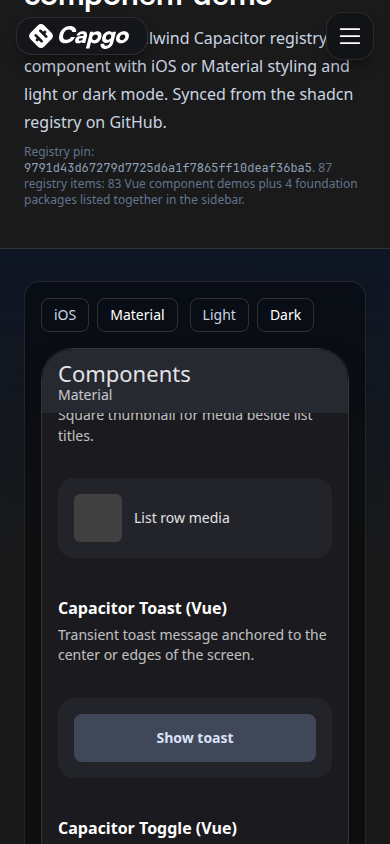 component demo
Capgo
lwind Capacitor registry
component with iOS or Material styling and
light or dark mode. Synced from the shadcn
registry on GitHub.
Registry pin:
9791d43d67279d7725d6a1f7865ff10deaf36ba5. 87
registry items: 83 Vue component demos plus 4 foundation
packages listed together in the sidebar.
iOS
Material
Light
Dark
Components
Material
Square thumbnail for media beside list
titles.
List row media
Capacitor Toast (Vue)
Transient toast message anchored to the
center or edges of the screen.
Show toast
Capacitor Toggle (Vue)